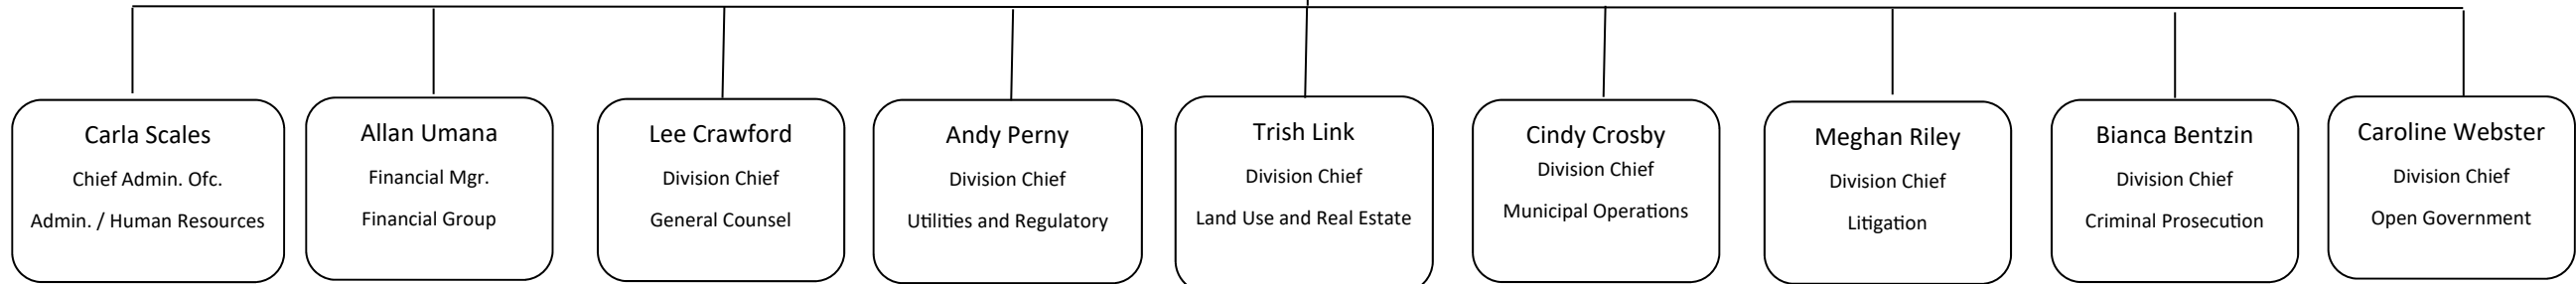 Carla Scales
Chief Admin. Ofc.
Admin. / Human Resources
Allan Umana
Financial Mgr.
Financial Group
Lee Crawford
Division Chief
General Counsel
Andy Perny
Division Chief
Utilities and Regulatory
Trish Link
Division Chief
Land Use and Real Estate
Cindy Crosby
Division Chief
Municipal Operations
Meghan Riley
Division Chief
Litigation
Bianca Bentzin
Division Chief
Criminal Prosecution
Caroline Webster
Division Chief
Open Government